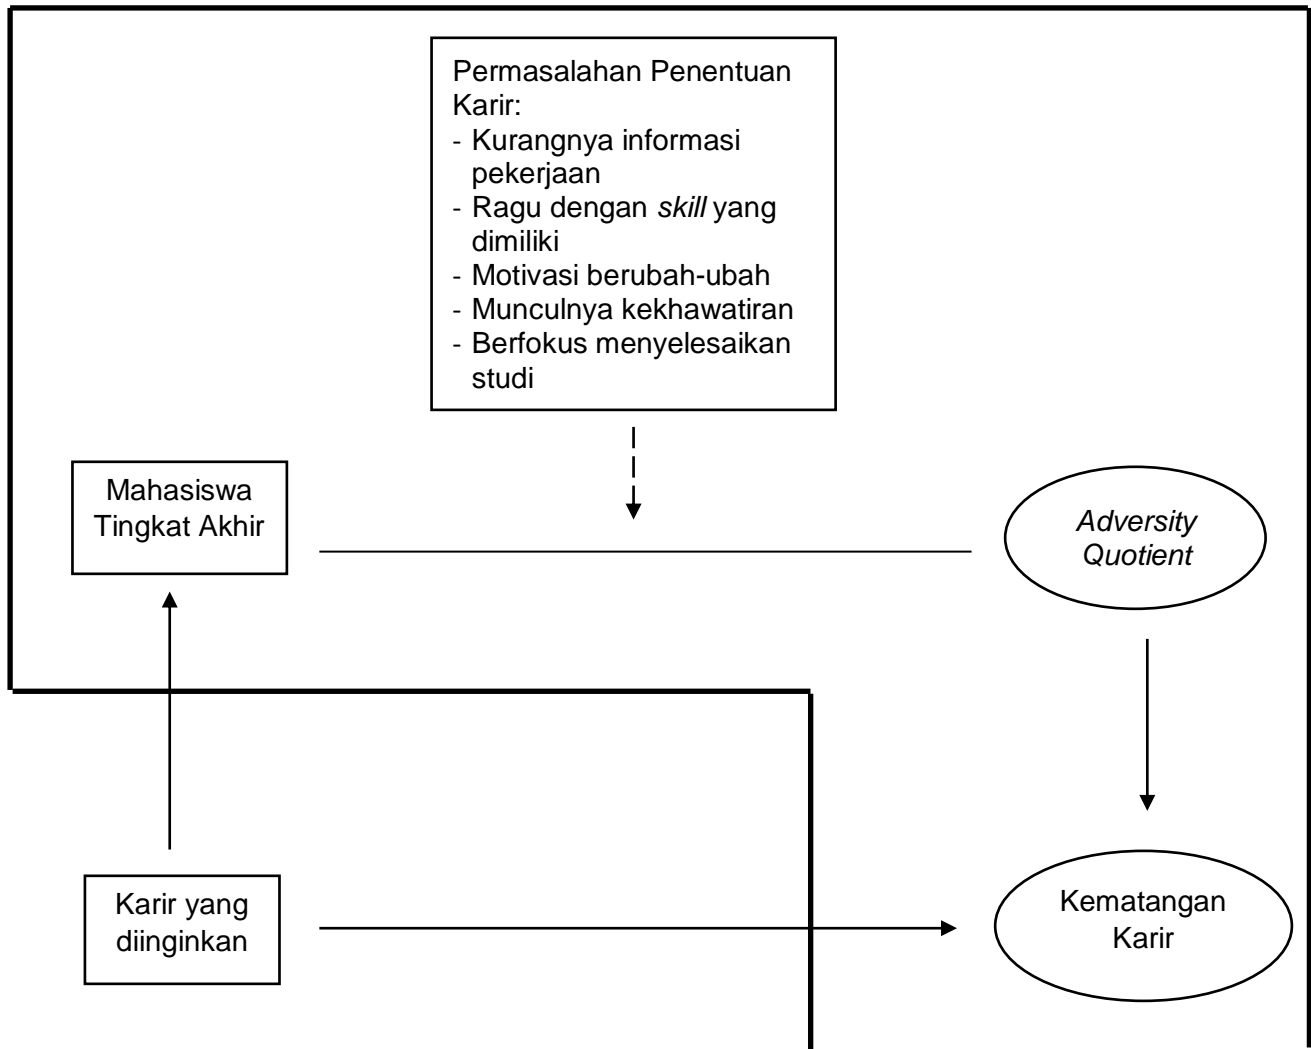 Permasalahan Penentuan
Karir:
- Kurangnya informasi
pekerjaan
- Ragu dengan skill yang
dimiliki
- Motivasi berubah-ubah
- Munculnya kekhawatiran
- Berfokus menyelesaikan
studi
Mahasiswa
Tingkat Akhir
Adversity
Quotient
Karir yang
diinginkan
Kematangan
Karir